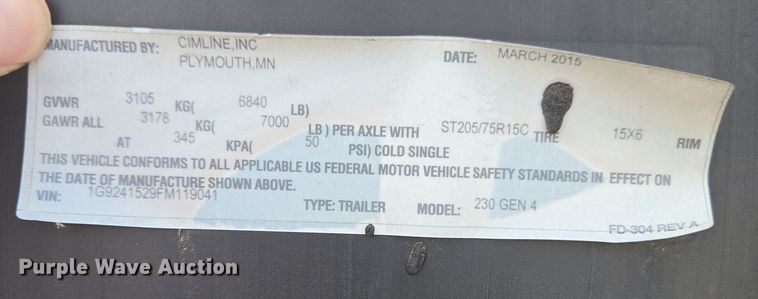 MANUFACTURED BY: CIMLINE,INC
PLYMOUTH,MN
DATE: MARCH 2015
GVWR 3105 KG( 6840 LB)
GAWR ALL 3178 KG( 7000 LB ) PER AXLE WITH ST205/75R15C TIRE 15X6 RIM
AT 345 KPA( 50 PSI) COLD SINGLE
THIS VEHICLE CONFORMS TO ALL APPLICABLE US FEDERAL MOTOR VEHICLE SAFETY STANDARDS IN EFFECT ON
THE DATE OF MANUFACTURE SHOWN ABOVE.
VIN: 1G9241529FM119041 TYPE: TRAILER MODEL: 230 GEN 4
FD-304 REV A
Purple Wave Auction